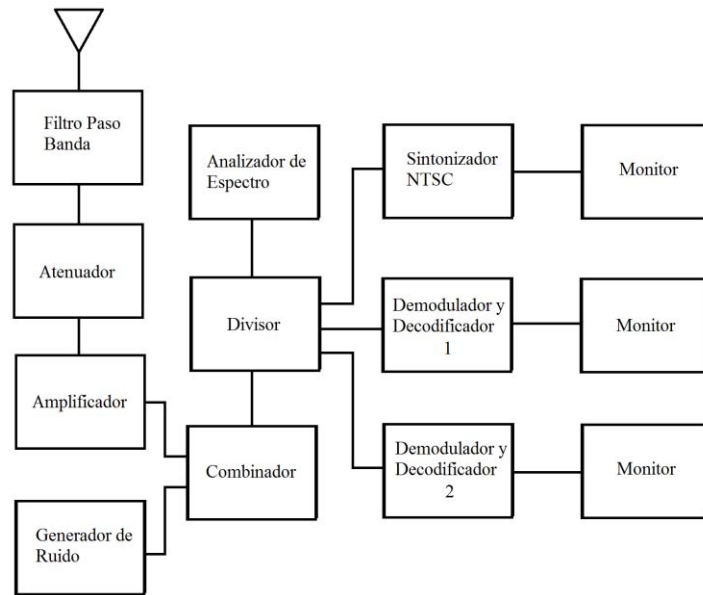 Filtro Paso
Banda
Atenuador
Amplificador
Generador de
Ruido
Analizador de
Espectro
Divisor
Combinador
Sintonizador
NTSC
Monitor
Demodulador y
Decodificador
1
Monitor
Demodulador y
Decodificador
2
Monitor